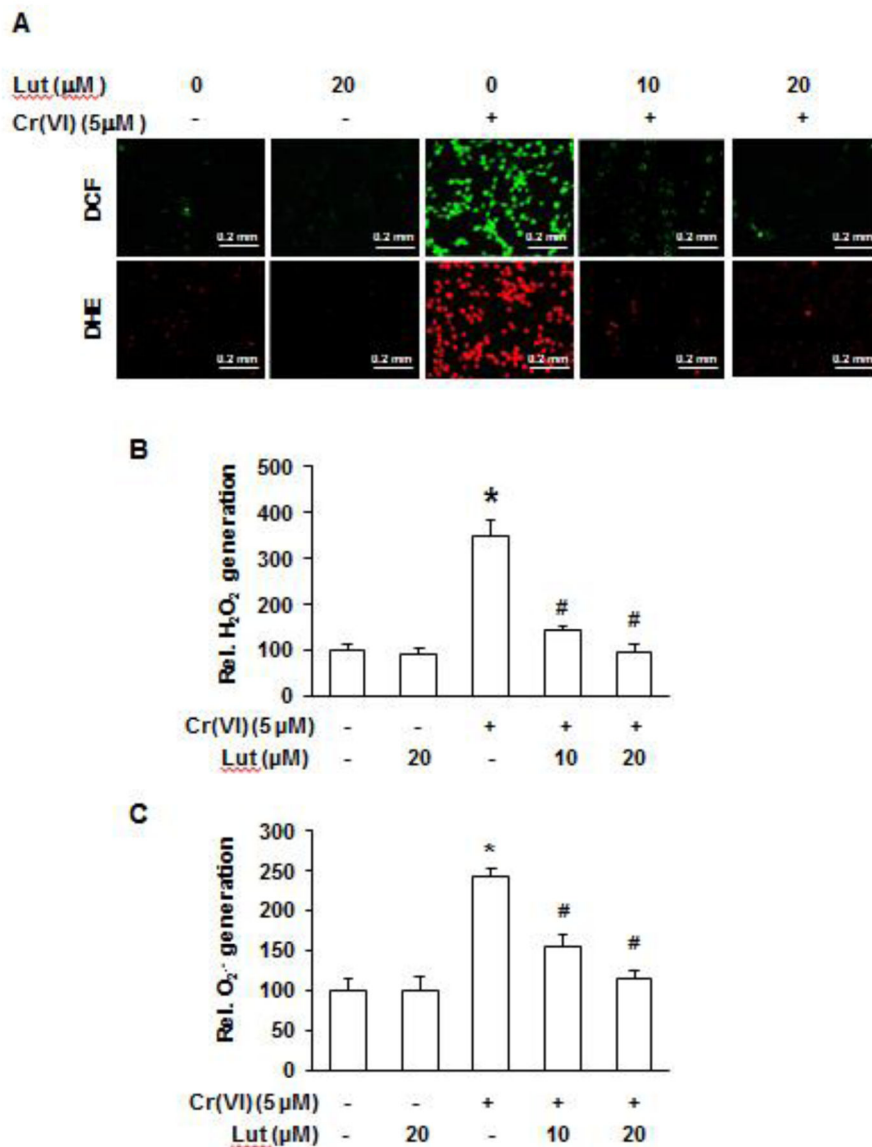 A
Lut (μM) 0 20 0 10 20
Cr(VI) (5μM) - - + + +
DCF
0.2 mm 0.2 mm 0.2 mm 0.2 mm 0.2 mm
DHE
0.2 mm 0.2 mm 0.2 mm 0.2 mm 0.2 mm
B
Rel. H₂O₂ generation
500
400
300
200
100
0
*
#
#
Cr(VI) (5 μM) - - + + +
Lut (μM) - 20 - 10 20
C
Rel. O₂·⁻ generation
300
250
200
150
100
50
0
*
#
#
Cr(VI) (5 μM) - - + + +
Lut (μM) - 20 - 10 20